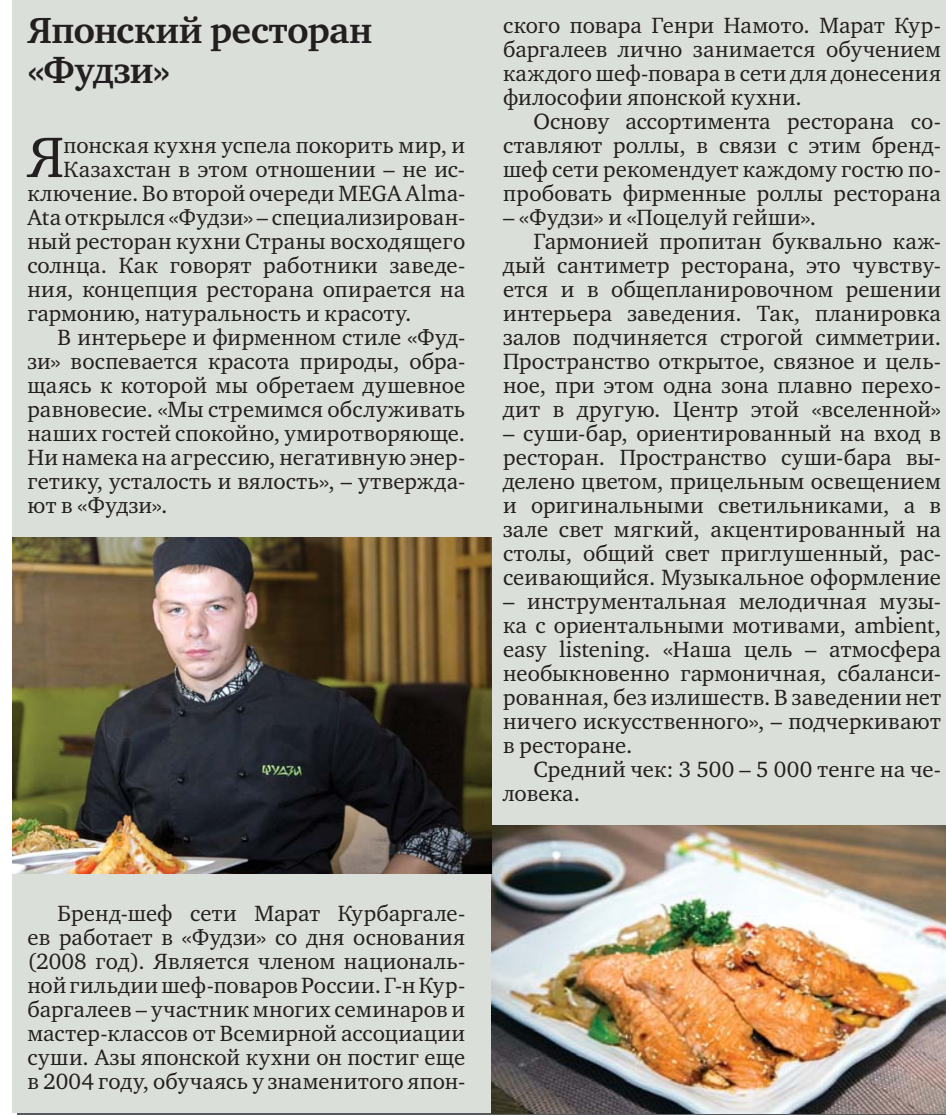 Японский ресторан
«Фудзи»
Японская кухня успела покорить мир, и
Казахстан в этом отношении – не ис-
ключение. Во второй очереди MEGA Alma-
Ata открылся «Фудзи» – специализирован-
ный ресторан кухни Страны восходящего
солнца. Как говорят работники заведе-
ния, концепция ресторана опирается на
гармонию, натуральность и красоту.
В интерьере и фирменном стиле «Фуд-
зи» воспевается красота природы, обра-
щаясь к которой мы обретаем душевное
равновесие. «Мы стремимся обслуживать
наших гостей спокойно, умиротворяюще.
Ни намека на агрессию, негативную энер-
гетику, усталость и вялость», – утвержда-
ют в «Фудзи».
ФУДЗИ
Бренд-шеф сети Марат Курбаргале-
ев работает в «Фудзи» со дня основания
(2008 год). Является членом националь-
ной гильдии шеф-поваров России. Г-н Кур-
баргалеев – участник многих семинаров и
мастер-классов от Всемирной ассоциации
суши. Азы японской кухни он постиг еще
в 2004 году, обучаясь у знаменитого япон-
ского повара Генри Намото. Марат Кур-
баргалеев лично занимается обучением
каждого шеф-повара в сети для донесения
философии японской кухни.
Основу ассортимента ресторана со-
ставляют роллы, в связи с этим бренд-
шеф сети рекомендует каждому гостю по-
пробовать фирменные роллы ресторана
– «Фудзи» и «Поцелуй гейши».
Гармонией пропитан буквально каж-
дый сантиметр ресторана, это чувству-
ется и в общепланировочном решении
интерьера заведения. Так, планировка
залов подчиняется строгой симметрии.
Пространство открытое, связное и цель-
ное, при этом одна зона плавно перехо-
дит в другую. Центр этой «вселенной»
– суши-бар, ориентированный на вход в
ресторан. Пространство суши-бара вы-
делено цветом, прицельным освещением
и оригинальными светильниками, а в
зале свет мягкий, акцентированный на
столы, общий свет приглушенный, рас-
сеивающийся. Музыкальное оформление
– инструментальная мелодичная музы-
ка с ориентальными мотивами, ambient,
easy listening. «Наша цель – атмосфера
необыкновенно гармоничная, сбаланси-
рованная, без излишеств. В заведении нет
ничего искусственного», – подчеркивают
в ресторане.
Средний чек: 3 500 – 5 000 тенге на че-
ловека.